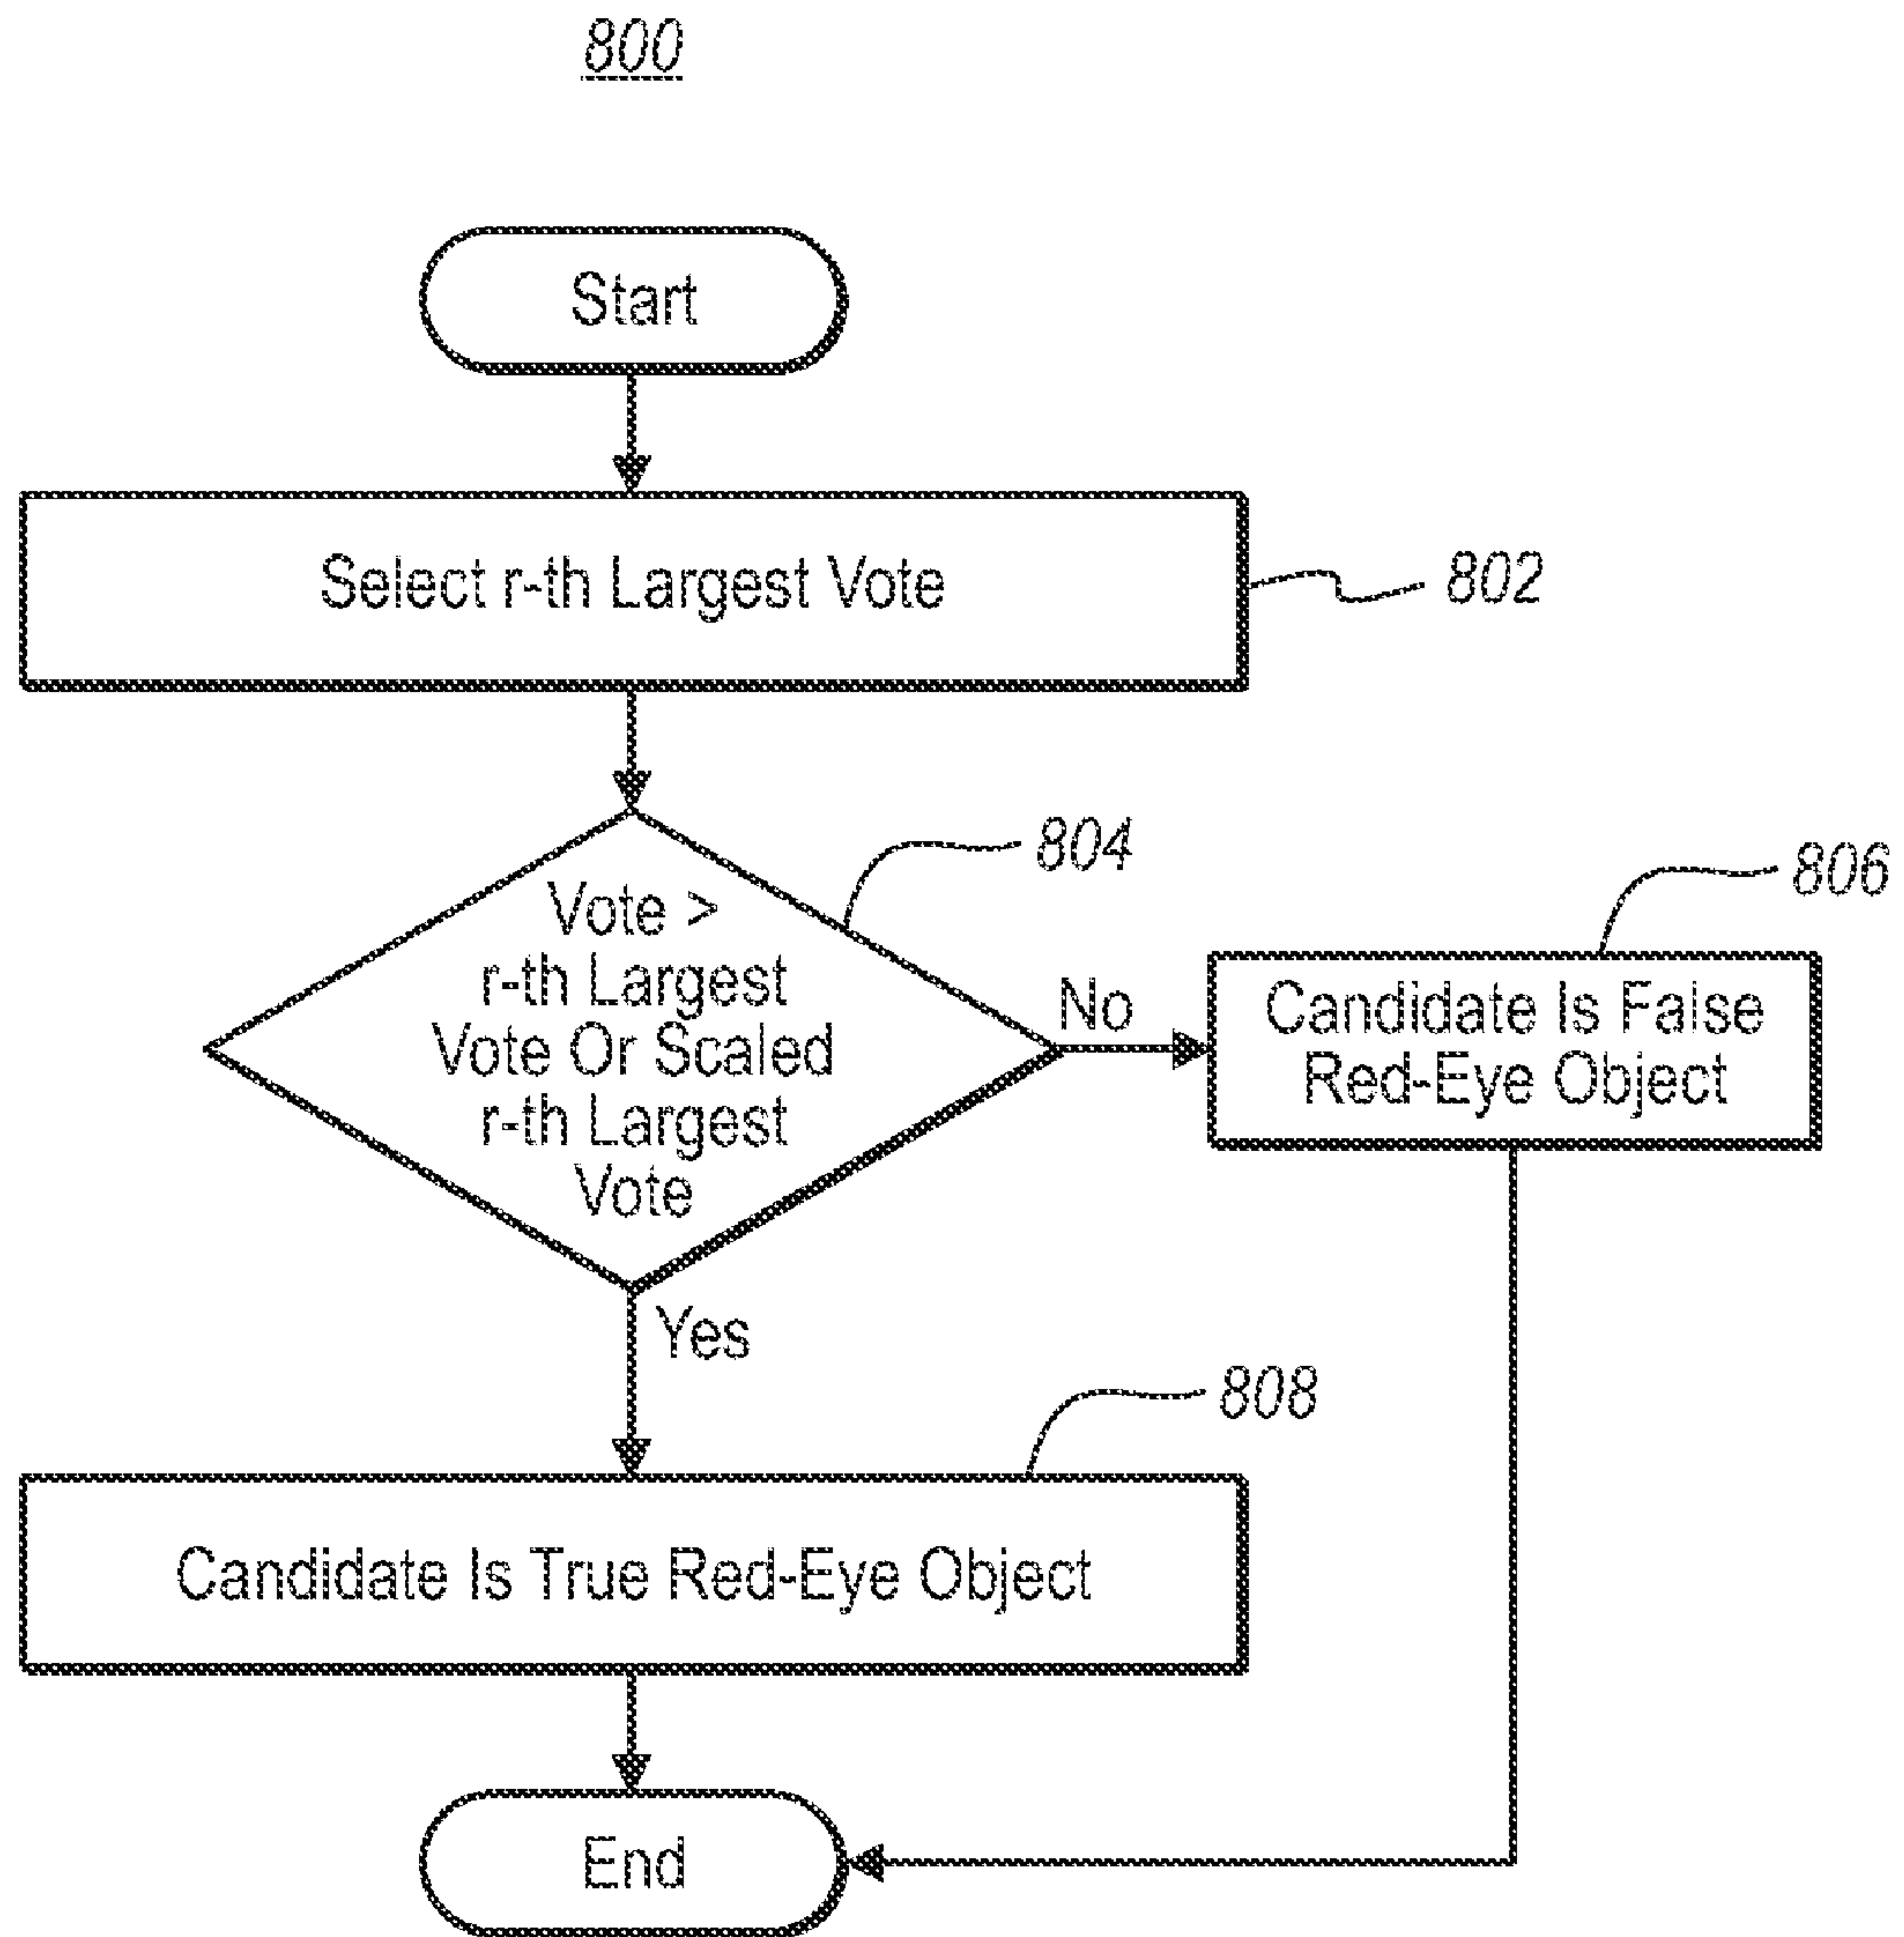 800
Start
Select r-th Largest Vote
802
804
Vote >
r-th Largest
Vote Or Scaled
r-th Largest
Vote
No
806
Candidate Is False
Red-Eye Object
Yes
808
Candidate Is True Red-Eye Object
End